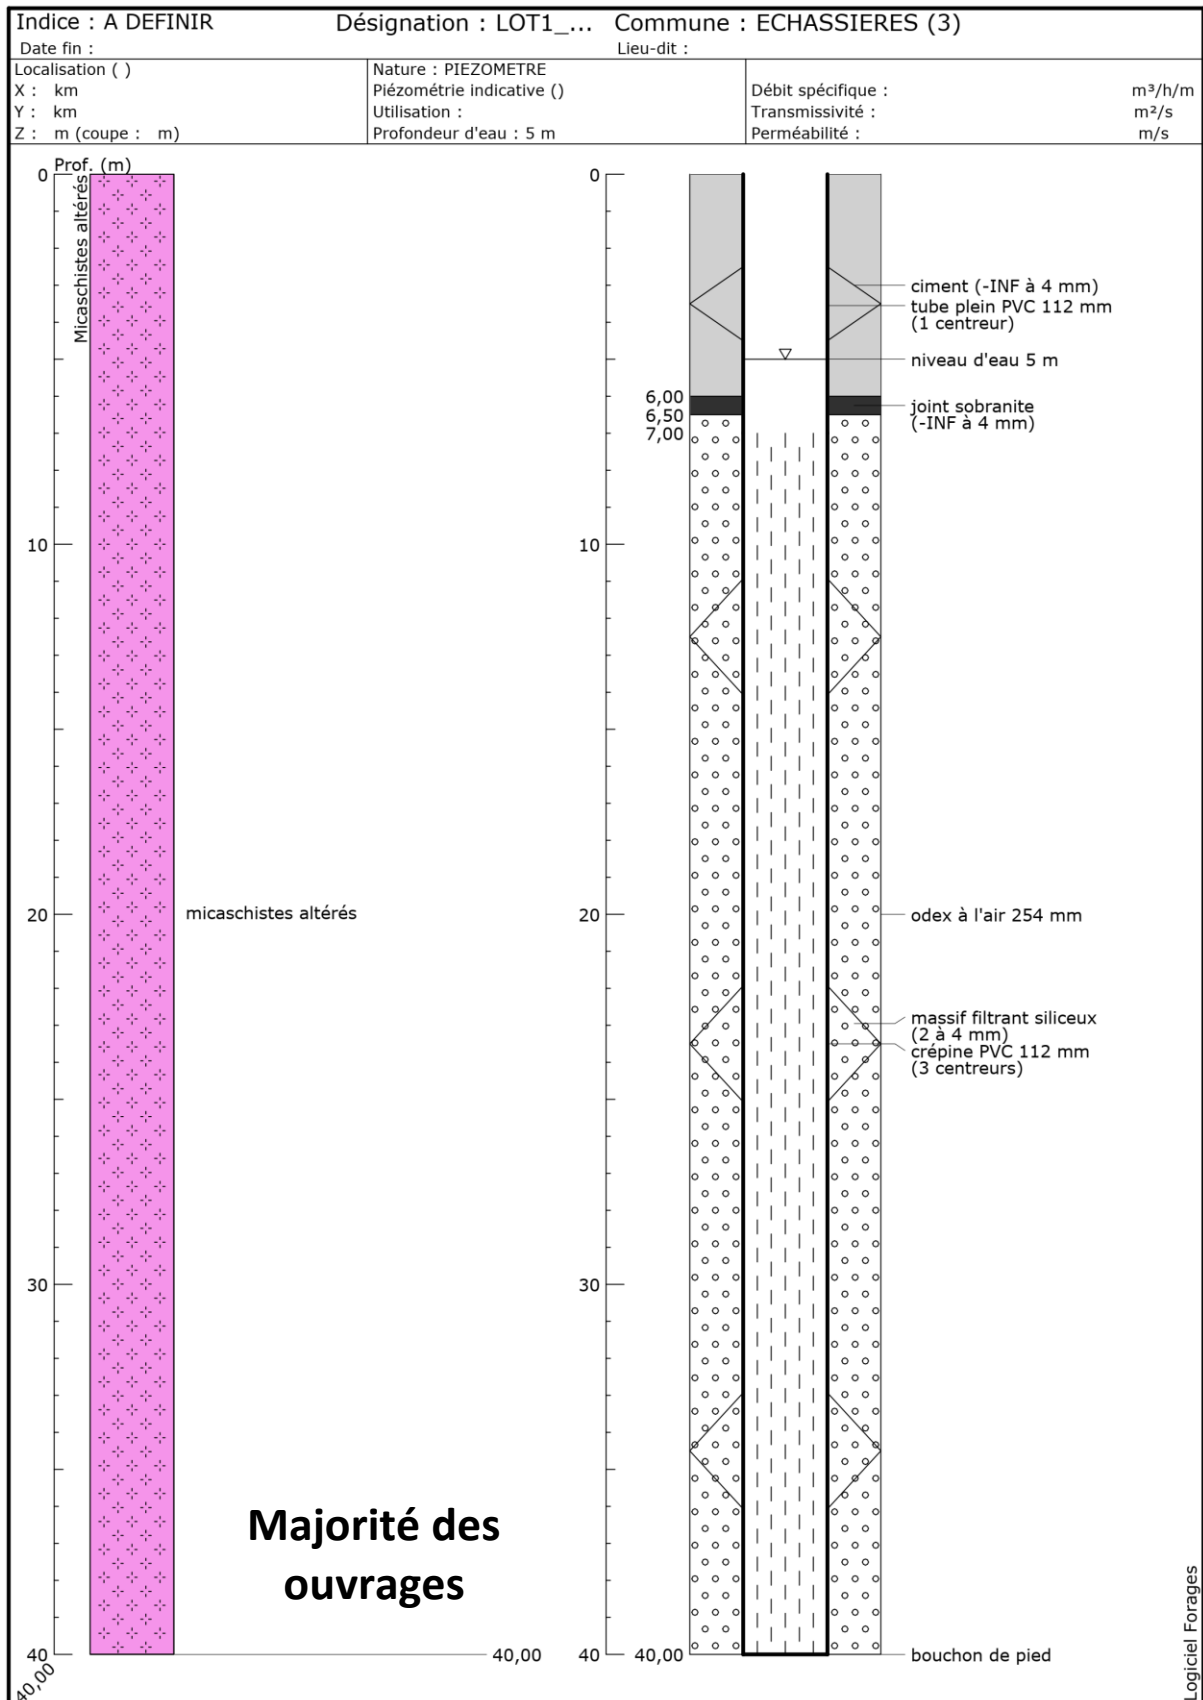 Indice : A DEFINIR Désignation : LOT1_... Commune : ECHASSIERES (3)
Date fin : Lieu-dit :
Localisation ( ) Nature : PIEZOMETRE
X : km Piézométrie indicative () Débit spécifique : m³/h/m
Y : km Utilisation : Transmissivité : m²/s
Z : m (coupe : m) Profondeur d'eau : 5 m Perméabilité : m/s
Prof. (m)
0
10
20
30
40
40,00
Micaschistes altérés
micaschistes altérés
40,00
Majorité des
ouvrages
0
10
20
30
40
6,00
6,50
7,00
40,00
ciment (-INF à 4 mm)
tube plein PVC 112 mm
(1 centreur)
niveau d'eau 5 m
joint sobranite
(-INF à 4 mm)
odex à l'air 254 mm
massif filtrant siliceux
(2 à 4 mm)
crépine PVC 112 mm
(3 centreurs)
bouchon de pied
Logiciel Forages